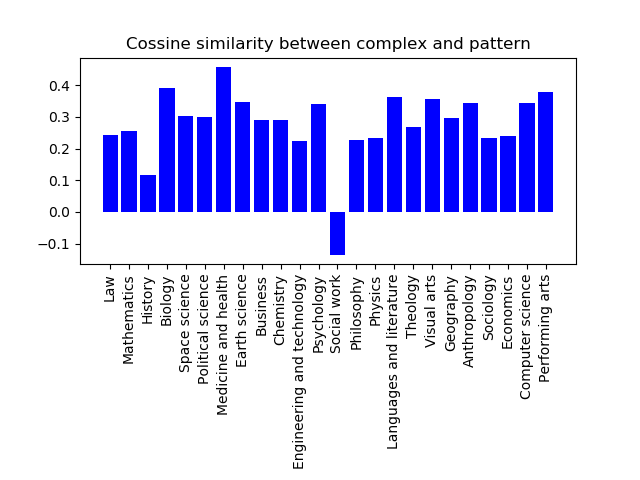 Cossine similarity between complex and pattern
0.4
0.3
0.2
0.1
0.0
−0.1
Law
Mathematics
History
Biology
Space science
Political science
Medicine and health
Earth science
Business
Chemistry
Engineering and technology
Psychology
Social work
Philosophy
Physics
Languages and literature
Theology
Visual arts
Geography
Anthropology
Sociology
Economics
Computer science
Performing arts